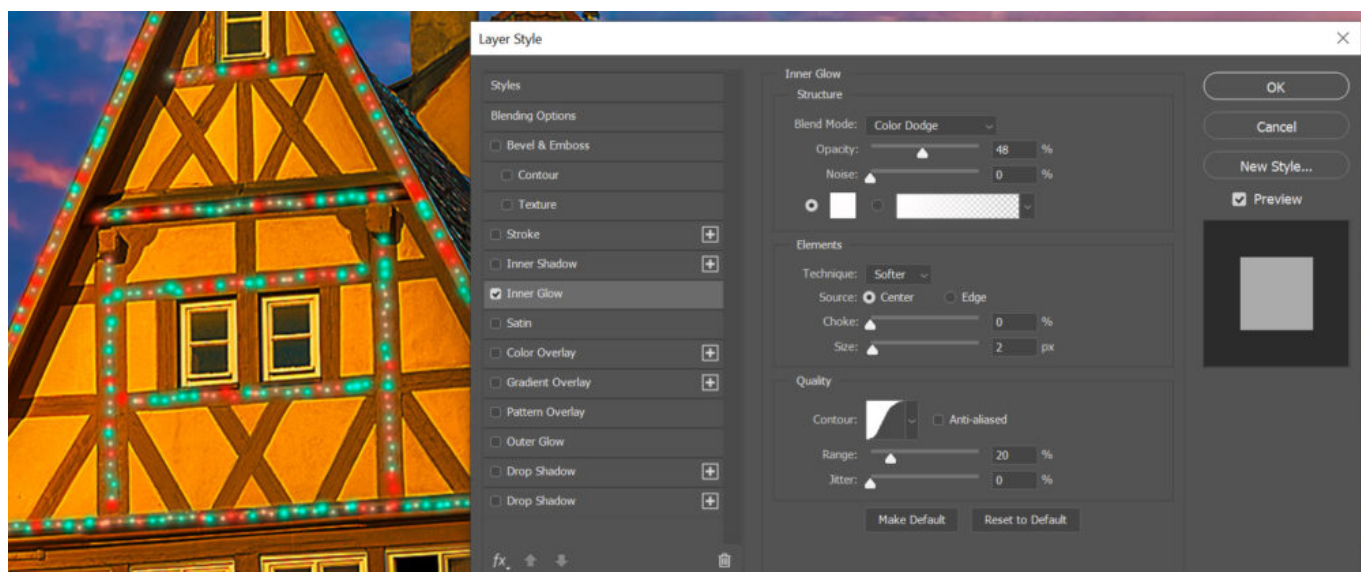 Layer Style
Styles
Blending Options
Bevel & Emboss
Contour
Texture
Stroke
Inner Shadow
Inner Glow
Satin
Color Overlay
Gradient Overlay
Pattern Overlay
Outer Glow
Drop Shadow
Drop Shadow
fx
Inner Glow
Structure
Blend Mode: Color Dodge
Opacity: 48 %
Noise: 0 %
Elements
Technique: Softer
Source: Center Edge
Choke: 0 %
Size: 2 px
Quality
Contour: Anti-aliased
Range: 20 %
Jitter: 0 %
Make Default Reset to Default
OK
Cancel
New Style...
Preview